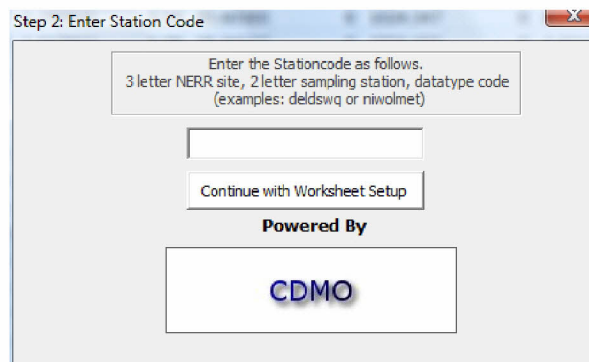 Step 2: Enter Station Code
Enter the Stationcode as follows.
3 letter NERR site, 2 letter sampling station, datatype code
(examples: deldswq or niwolmet)
Continue with Worksheet Setup
Powered By
CDMO